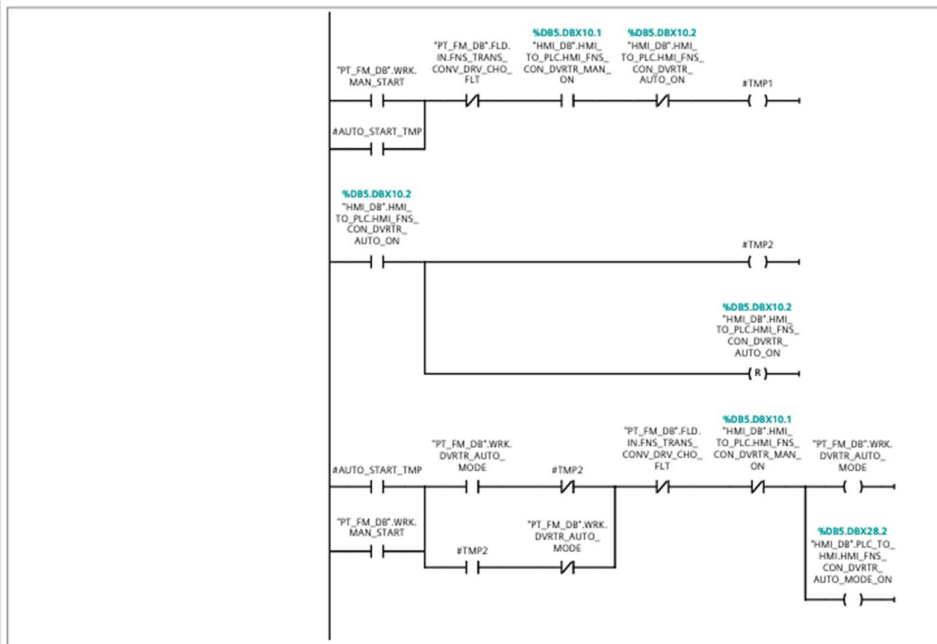 "PT_FM_DB".WRK.
MAN_START
"PT_FM_DB".FLD.
IN.FNS_TRANS_
CONV_DRV_CHO_
FLT
%DB5.DBX10.1
"HMI_DB".HMI_
TO_PLC.HMI_FNS_
CON_DVRTR_MAN_
ON
%DB5.DBX10.2
"HMI_DB".HMI_
TO_PLC.HMI_FNS_
CON_DVRTR_
AUTO_ON
#TMP1
#AUTO_START_TMP
%DB5.DBX10.2
"HMI_DB".HMI_
TO_PLC.HMI_FNS_
CON_DVRTR_
AUTO_ON
#TMP2
%DB5.DBX10.2
"HMI_DB".HMI_
TO_PLC.HMI_FNS_
CON_DVRTR_
AUTO_ON
R
#AUTO_START_TMP
"PT_FM_DB".WRK.
DVRTR_AUTO_
MODE
#TMP2
"PT_FM_DB".FLD.
IN.FNS_TRANS_
CONV_DRV_CHO_
FLT
%DB5.DBX10.1
"HMI_DB".HMI_
TO_PLC.HMI_FNS_
CON_DVRTR_MAN_
ON
"PT_FM_DB".WRK.
DVRTR_AUTO_
MODE
"PT_FM_DB".WRK.
MAN_START
#TMP2
"PT_FM_DB".WRK.
DVRTR_AUTO_
MODE
%DB5.DBX28.2
"HMI_DB".PLC_TO_
HMI.HMI_FNS_
CON_DVRTR_
AUTO_MODE_ON